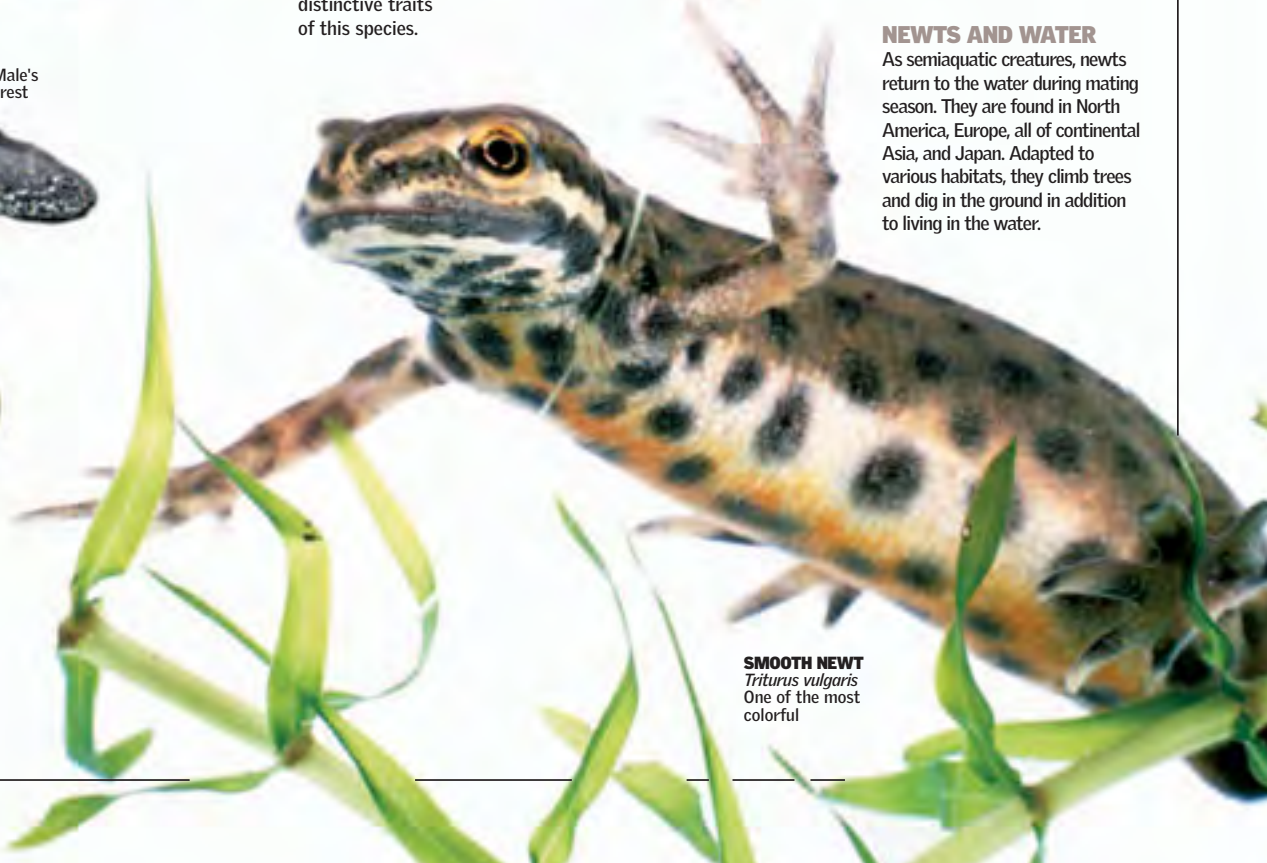 distinctive traits
of this species.
Male's
rest
NEWTS AND WATER
As semiaquatic creatures, newts
return to the water during mating
season. They are found in North
America, Europe, all of continental
Asia, and Japan. Adapted to
various habitats, they climb trees
and dig in the ground in addition
to living in the water.
SMOOTH NEWT
Triturus vulgaris
One of the most
colorful